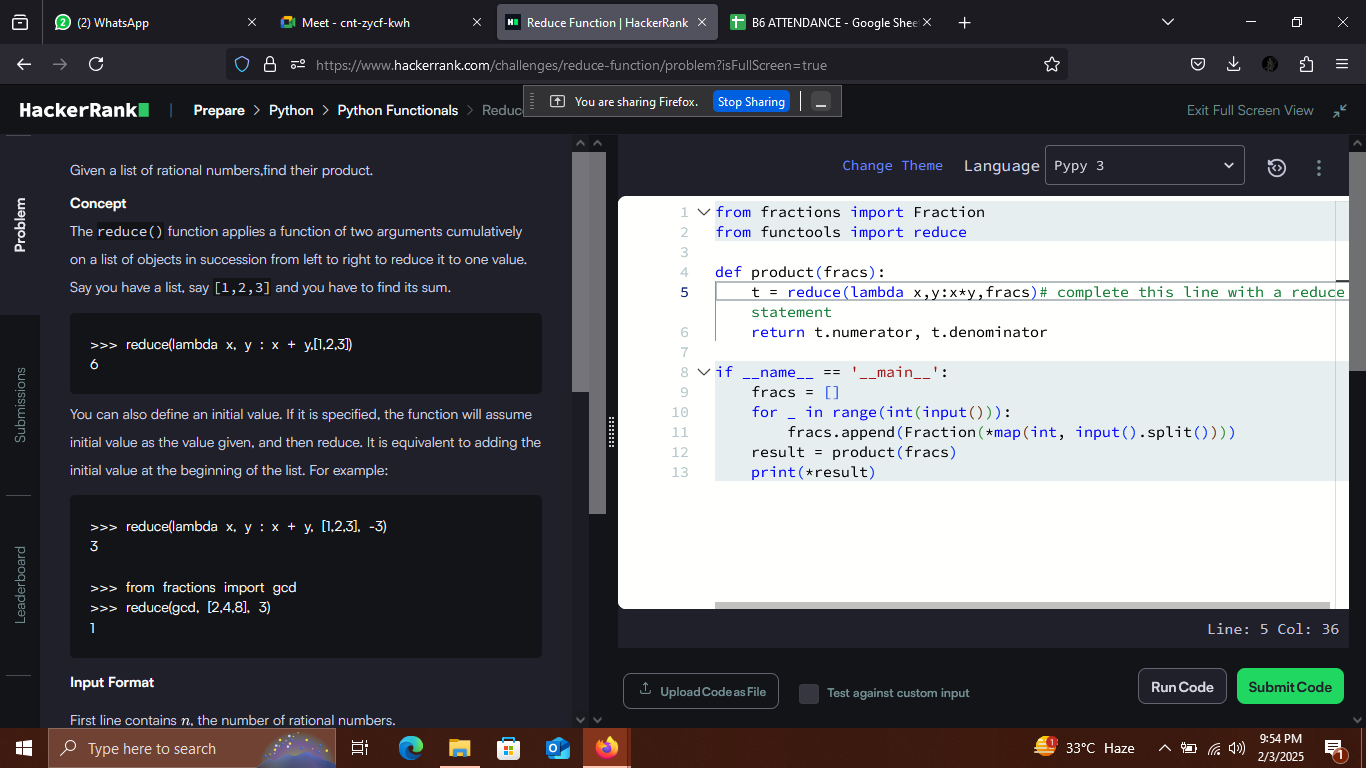 (2) WhatsApp
Meet - cnt-zycf-kwh
Reduce Function | HackerRank
B6 ATTENDANCE - Google Shee
https://www.hackerrank.com/challenges/reduce-function/problem?isFullScreen=true
HackerRank
Prepare > Python > Python Functionals > Reduc
You are sharing Firefox.
Stop Sharing
Exit Full Screen View
Problem
Submissions
Leaderboard
Given a list of rational numbers,find their product.
Concept
The reduce() function applies a function of two arguments cumulatively
on a list of objects in succession from left to right to reduce it to one value.
Say you have a list, say [1,2,3] and you have to find its sum.
>>> reduce(lambda x, y : x + y,[1,2,3])
6
You can also define an initial value. If it is specified, the function will assume
initial value as the value given, and then reduce. It is equivalent to adding the
initial value at the beginning of the list. For example:
>>> reduce(lambda x, y : x + y, [1,2,3], -3)
3
>>> from fractions import gcd
>>> reduce(gcd, [2,4,8], 3)
1
Input Format
First line contains n, the number of rational numbers.
Change Theme
Language
Pypy 3
1 from fractions import Fraction
2 from functools import reduce
3
4 def product(fracs):
5 t = reduce(lambda x,y:x*y,fracs)# complete this line with a reduce
statement
6 return t.numerator, t.denominator
7
8 if __name__ == '__main__':
9 fracs = []
10 for _ in range(int(input())):
11 fracs.append(Fraction(*map(int, input().split())))
12 result = product(fracs)
13 print(*result)
Line: 5 Col: 36
Upload Code as File
Test against custom input
Run Code
Submit Code
Type here to search
1
33°C Haze
9:54 PM
2/3/2025
1